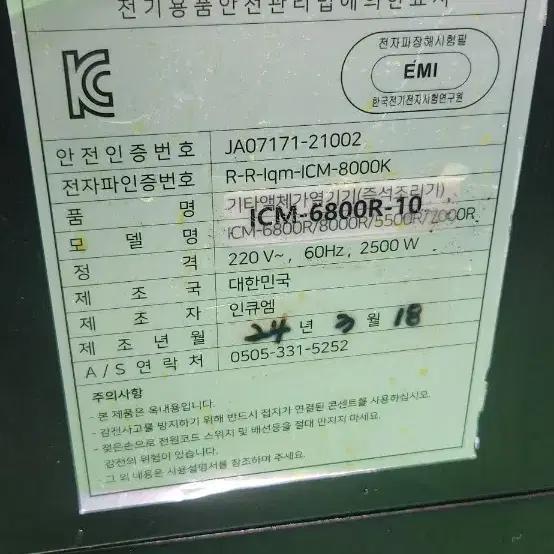 전기용품안전관리법에의한표시
KC
전자파장해시험필
EMI
한국전기전자시험연구원
안전인증번호 JA07171-21002
전자파인증번호 R-R-Iqm-ICM-8000K
품 명 기타액체가열기기(중석조리기)
ICM-6800R-10
모 델 명 ICM-6800R/8000R/5500R/7000R
정 격 220 V~, 60Hz, 2500 W
제 조 국 대한민국
제 조 자 인큐엠
제 조 년 월 24 년 3 월 18
A/S 연락처 0505-331-5252
주의사항
- 본 제품은 옥내용입니다.
- 감전사고를 방지하기 위해 반드시 접지가 연결된 콘센트를 사용하십시오.
- 젖은손으로 전원코드 스위치 및 배선등을 절대 만지지 마세요.
감전의 위험이 있습니다.
- 그 외 내용은 사용설명서를 참조하며 주세요.